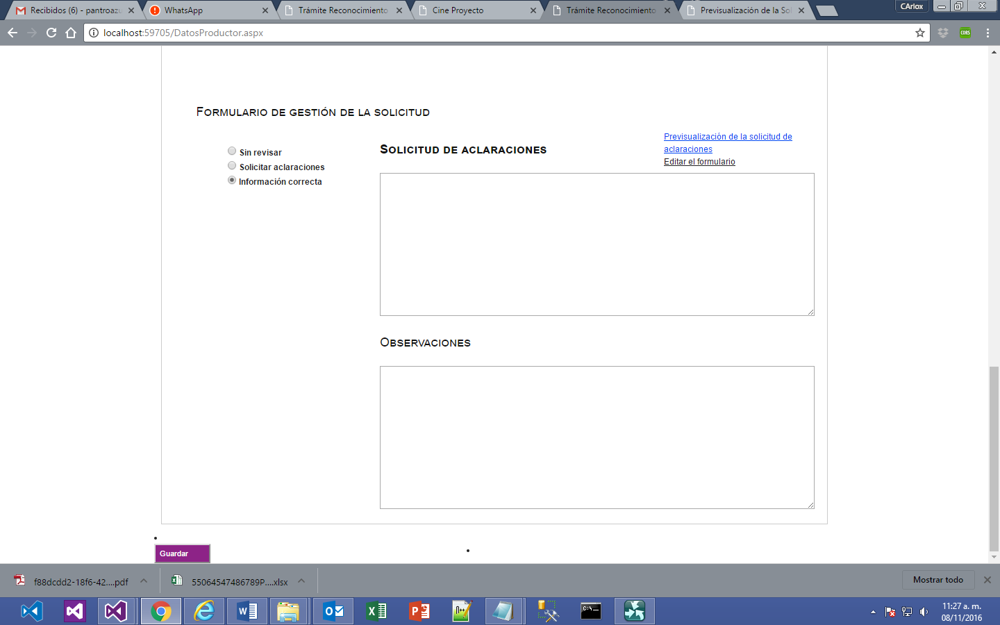 Recibidos (6) - pantroazu
WhatsApp
Trámite Reconocimiento
Cine Proyecto
Trámite Reconocimiento
Previsualización de la Sol
CArlox
localhost:59705/DatosProductor.aspx
CORS
Formulario de gestión de la solicitud
Sin revisar
Solicitar aclaraciones
Información correcta
Solicitud de aclaraciones
Previsualización de la solicitud de
aclaraciones
Editar el formulario
Observaciones
Guardar
f88dcdd2-18f6-42....pdf
55064547486789P....xlsx
Mostrar todo
11:27 a. m.
08/11/2016